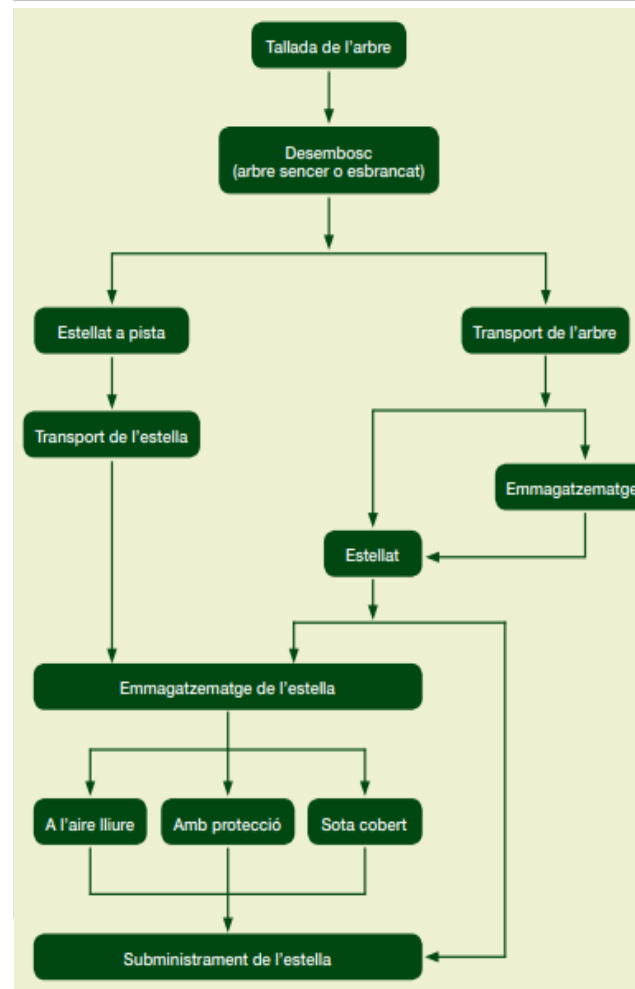 Tallada de l’arbre
Desembosc
(arbre sencer o esbrancat)
Estellat a pista
Transport de l’arbre
Transport de l’estella
Emmagatzematge
Estellat
Emmagatzematge de l’estella
A l’aire lliure
Amb protecció
Sota cobert
Subministrament de l’estella